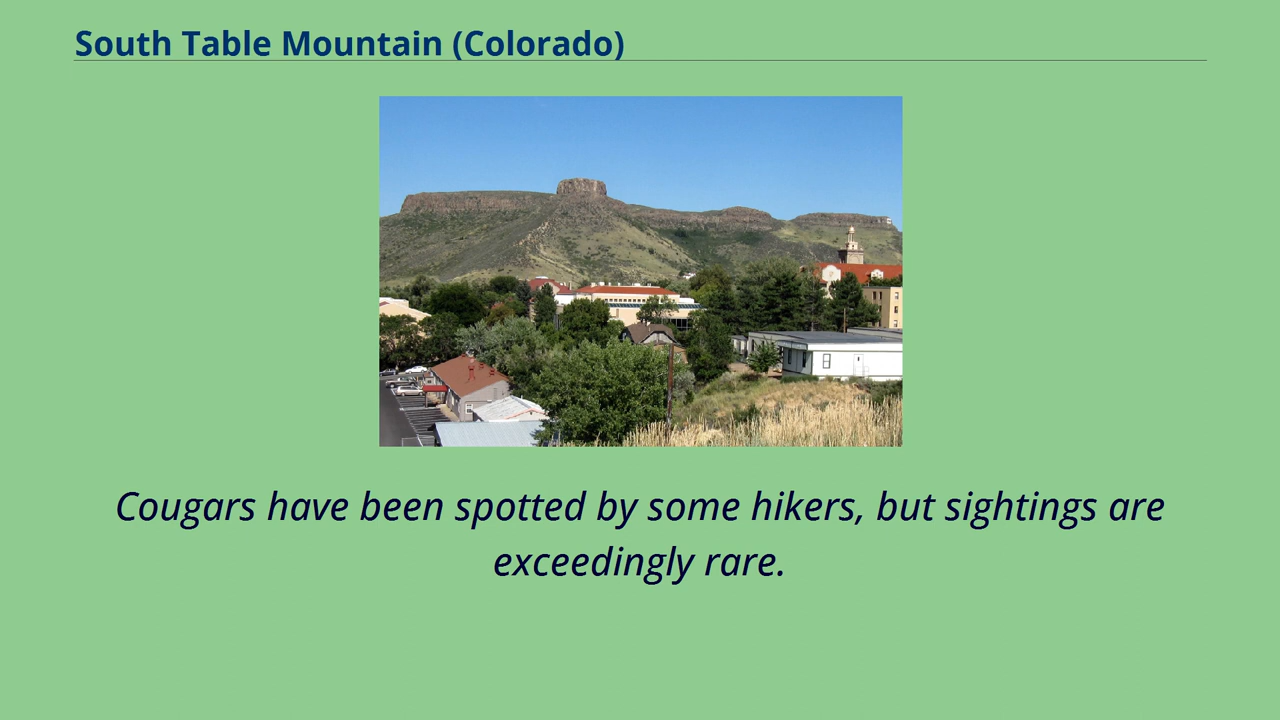 South Table Mountain (Colorado)
Cougars have been spotted by some hikers, but sightings are
exceedingly rare.